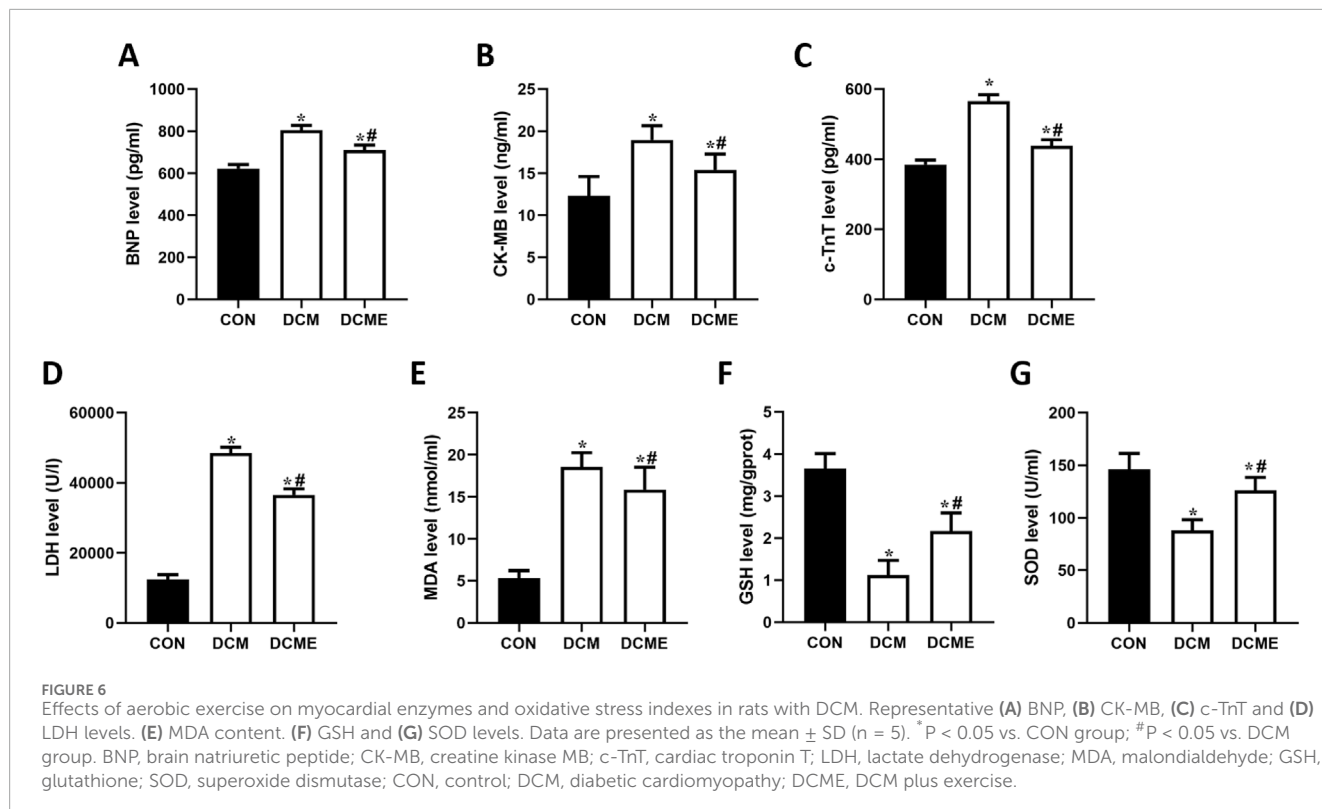 A
BNP level (pg/ml)
1000
800
600
400
200
0
*
*#
CON DCM DCME
B
CK-MB level (ng/ml)
25
20
15
10
5
0
*
*#
CON DCM DCME
C
c-TnT level (pg/ml)
600
400
200
0
*
*#
CON DCM DCME
D
LDH level (U/l)
60000
40000
20000
0
*
*#
CON DCM DCME
E
MDA level (nmol/ml)
25
20
15
10
5
0
*
*#
CON DCM DCME
F
GSH level (mg/gprot)
5
4
3
2
1
0
*
*#
CON DCM DCME
G
SOD level (U/ml)
200
150
100
50
0
*
*#
CON DCM DCME
FIGURE 6
Effects of aerobic exercise on myocardial enzymes and oxidative stress indexes in rats with DCM. Representative (A) BNP, (B) CK-MB, (C) c-TnT and (D)
LDH levels. (E) MDA content. (F) GSH and (G) SOD levels. Data are presented as the mean ± SD (n = 5). *P < 0.05 vs. CON group; #P < 0.05 vs. DCM
group. BNP, brain natriuretic peptide; CK-MB, creatine kinase MB; c-TnT, cardiac troponin T; LDH, lactate dehydrogenase; MDA, malondialdehyde; GSH,
glutathione; SOD, superoxide dismutase; CON, control; DCM, diabetic cardiomyopathy; DCME, DCM plus exercise.